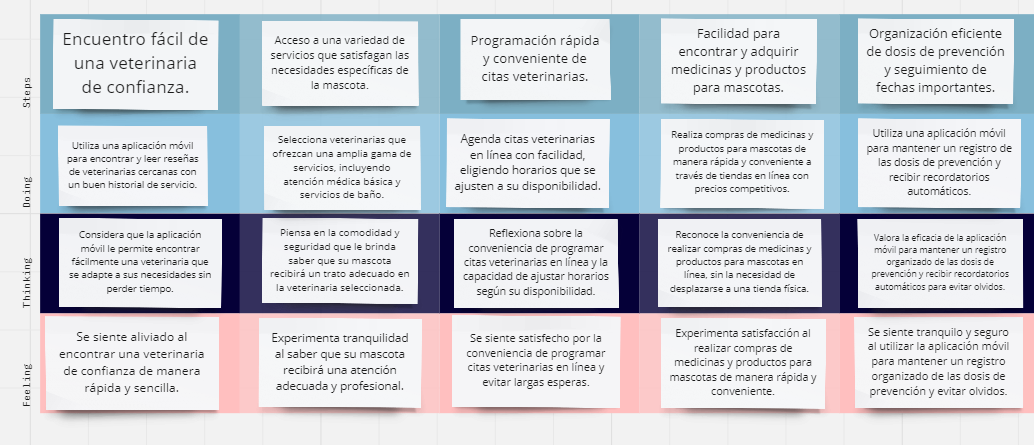 Steps
Encuentro fácil de
una veterinaria
de confianza.
Acceso a una variedad de
servicios que satisfagan las
necesidades específicas de
la mascota.
Programación rápida
y conveniente de
citas veterinarias.
Facilidad para
encontrar y adquirir
medicinas y productos
para mascotas.
Organización eficiente
de dosis de prevención
y seguimiento de
fechas importantes.
Doing
Utiliza una aplicación móvil
para encontrar y leer reseñas
de veterinarias cercanas con
un buen historial de servicio.
Selecciona veterinarias que
ofrezcan una amplia gama de
servicios, incluyendo
atención médica básica y
servicios de baño.
Agenda citas veterinarias
en línea con facilidad,
eligiendo horarios que se
ajusten a su disponibilidad.
Realiza compras de medicinas y
productos para mascotas de
manera rápida y conveniente a
través de tiendas en línea con
precios competitivos.
Utiliza una aplicación móvil
para mantener un registro de
las dosis de prevención y
recibir recordatorios
automáticos.
Thinking
Considera que la aplicación
móvil le permite encontrar
fácilmente una veterinaria que
se adapte a sus necesidades sin
perder tiempo.
Piensa en la comodidad y
seguridad que le brinda
saber que su mascota
recibirá un trato adecuado en
la veterinaria seleccionada.
Reflexiona sobre la
conveniencia de programar
citas veterinarias en línea y la
capacidad de ajustar horarios
según su disponibilidad.
Reconoce la conveniencia de
realizar compras de medicinas y
productos para mascotas en
línea, sin la necesidad de
desplazarse a una tienda física.
Valora la eficacia de la aplicación
móvil para mantener un registro
organizado de las dosis de
prevención y recibir recordatorios
automáticos para evitar olvidos.
Feeling
Se siente aliviado al
encontrar una veterinaria
de confianza de manera
rápida y sencilla.
Experimenta tranquilidad
al saber que su mascota
recibirá una atención
adecuada y profesional.
Se siente satisfecho por la
conveniencia de programar
citas veterinarias en línea y
evitar largas esperas.
Experimenta satisfacción al
realizar compras de
medicinas y productos para
mascotas de manera rápida y
conveniente.
Se siente tranquilo y seguro
al utilizar la aplicación móvil
para mantener un registro
organizado de las dosis de
prevención y evitar olvidos.